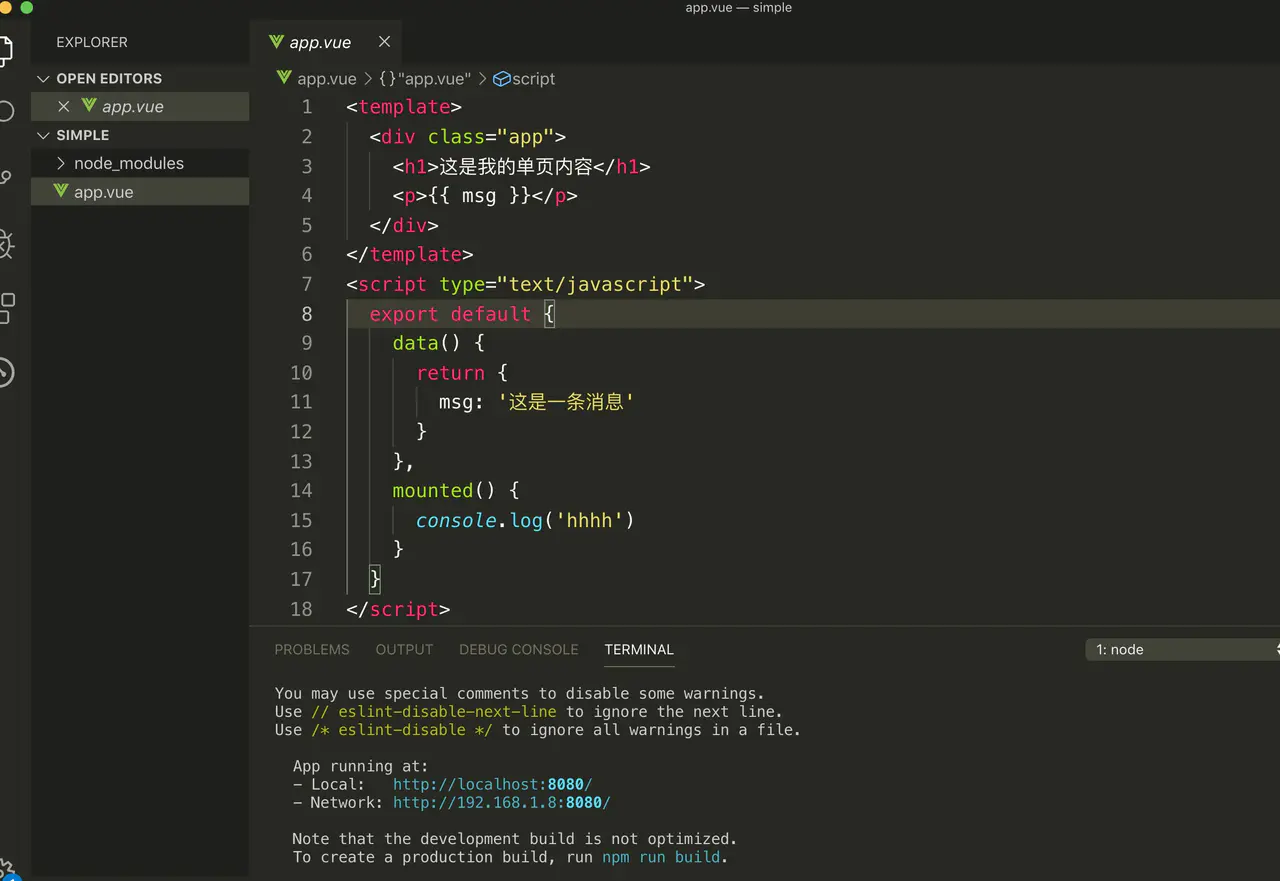 app.vue — simple
EXPLORER
OPEN EDITORS
app.vue
SIMPLE
node_modules
app.vue
app.vue
app.vue > {} "app.vue" > script
1 <template>
2 <div class="app">
3 <h1>这是我的单页内容</h1>
4 <p>{{ msg }}</p>
5 </div>
6 </template>
7 <script type="text/javascript">
8 export default {
9 data() {
10 return {
11 msg: '这是一条消息'
12 }
13 },
14 mounted() {
15 console.log('hhhh')
16 }
17 }
18 </script>
PROBLEMS OUTPUT DEBUG CONSOLE TERMINAL 1: node
You may use special comments to disable some warnings.
Use // eslint-disable-next-line to ignore the next line.
Use /* eslint-disable */ to ignore all warnings in a file.
App running at:
- Local: http://localhost:8080/
- Network: http://192.168.1.8:8080/
Note that the development build is not optimized.
To create a production build, run npm run build.